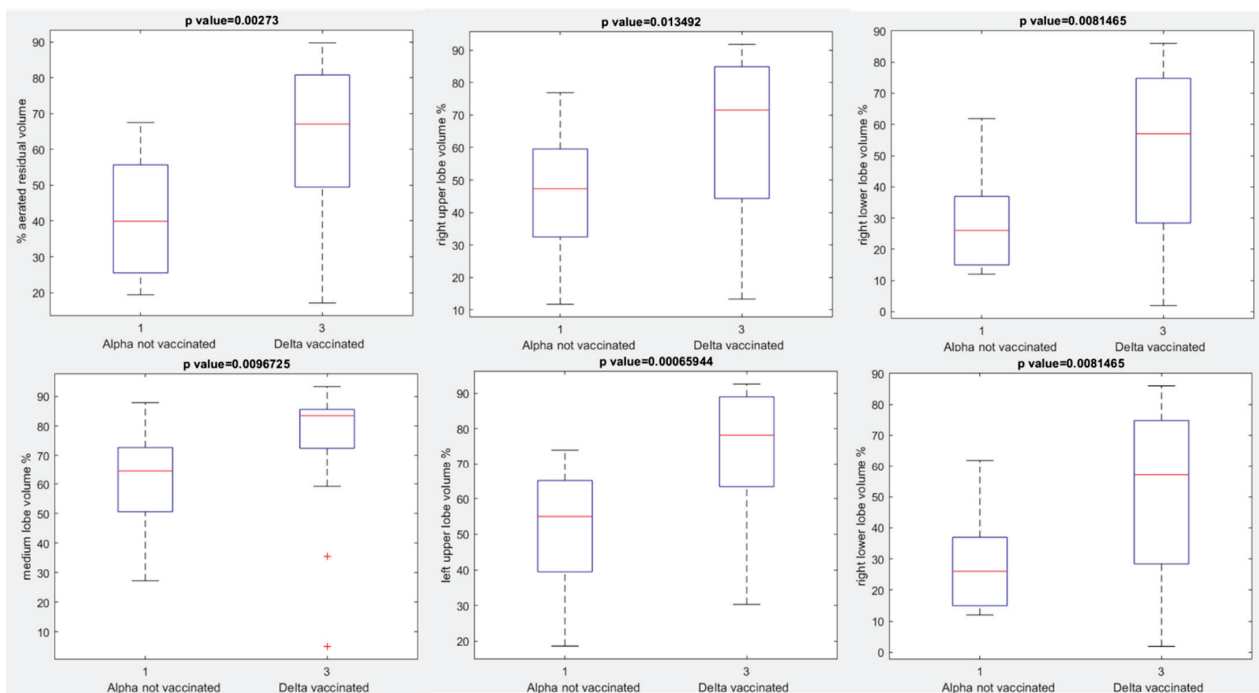 p value=0.00273
% aerated residual volume
90
80
70
60
50
40
30
20
1
3
Alpha not vaccinated
Delta vaccinated
p value=0.013492
right upper lobe volume %
90
80
70
60
50
40
30
20
10
1
3
Alpha not vaccinated
Delta vaccinated
p value=0.0081465
right lower lobe volume %
90
80
70
60
50
40
30
20
10
0
1
3
Alpha not vaccinated
Delta vaccinated
p value=0.0096725
medium lobe volume %
90
80
70
60
50
40
30
20
10
1
3
Alpha not vaccinated
Delta vaccinated
p value=0.00065944
left upper lobe volume %
90
80
70
60
50
40
30
20
1
3
Alpha not vaccinated
Delta vaccinated
p value=0.0081465
right lower lobe volume %
90
80
70
60
50
40
30
20
10
0
1
3
Alpha not vaccinated
Delta vaccinated